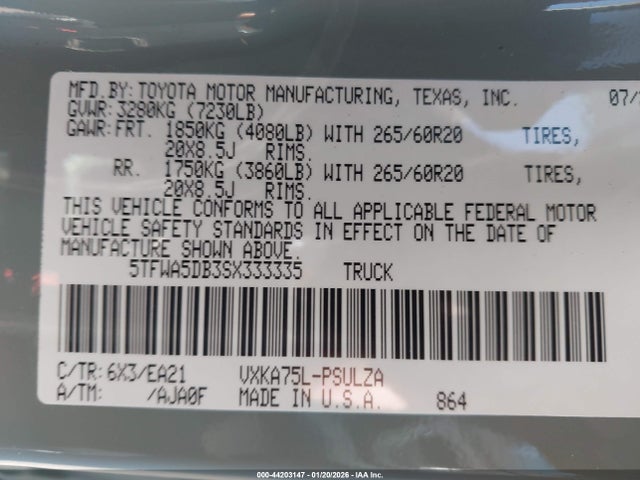 MFD.BY: TOYOTA MOTOR MANUFACTURING, TEXAS, INC. 07/
GVWR: 3280KG (7230LB)
GAWR: FRT. 1850KG (4080LB) WITH 265/60R20 TIRES,
20X8.5J RIMS.
RR. 1750KG (3860LB) WITH 265/60R20 TIRES,
20X8.5J RIMS.
THIS VEHICLE CONFORMS TO ALL APPLICABLE FEDERAL MOTOR
VEHICLE SAFETY STANDARDS IN EFFECT ON THE DATE OF
MANUFACTURE SHOWN ABOVE.
5TFWA5DB3SX333335 TRUCK
C/TR: 6X3/EA21 VXKA75L-PSULZA
A/TM: /AJA0F MADE IN U.S.A. 864
000-44203147 - 01/20/2026 - IAA Inc.